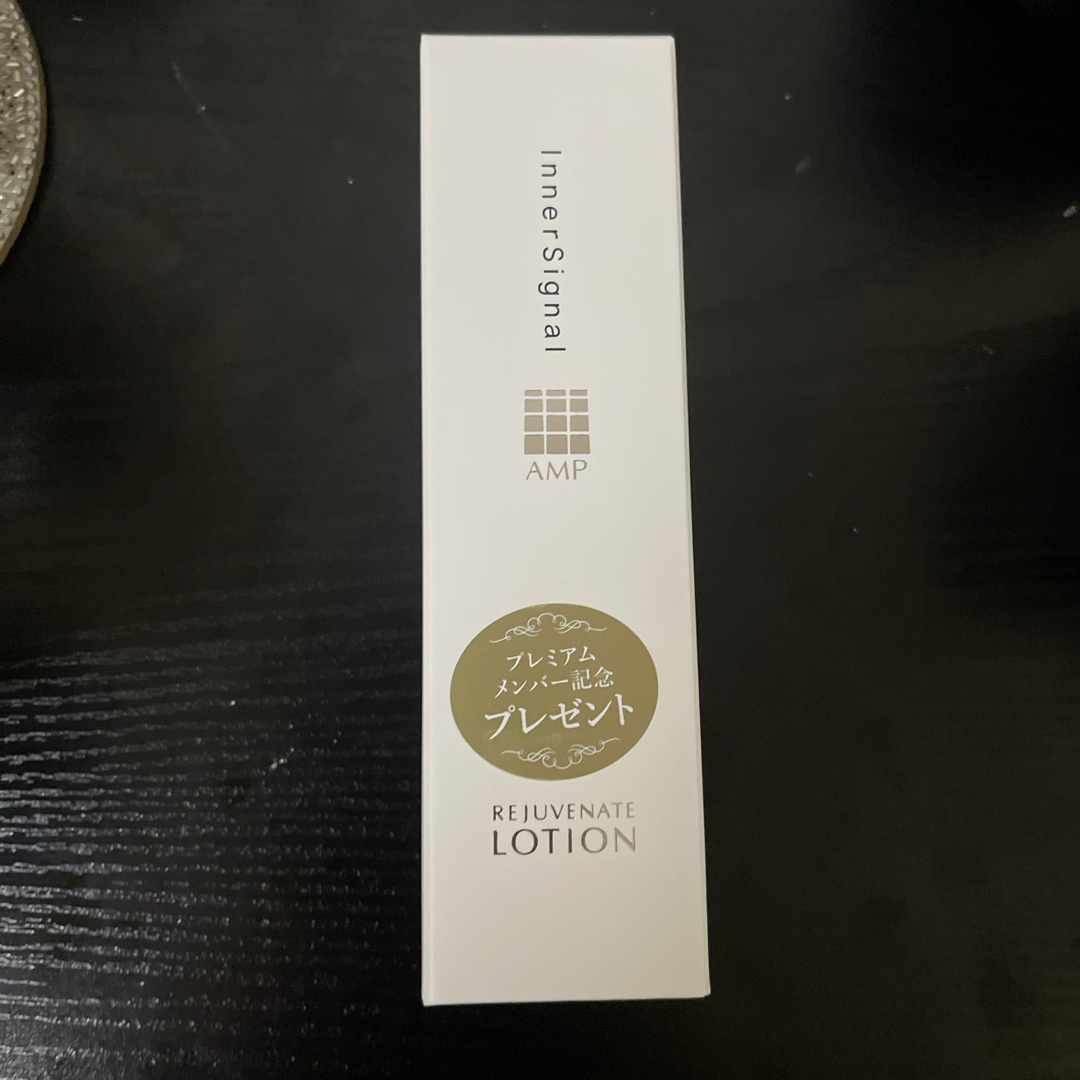 InnerSignal
AMP
プレミアム
メンバー記念
プレゼント
REJUVENATE
LOTION